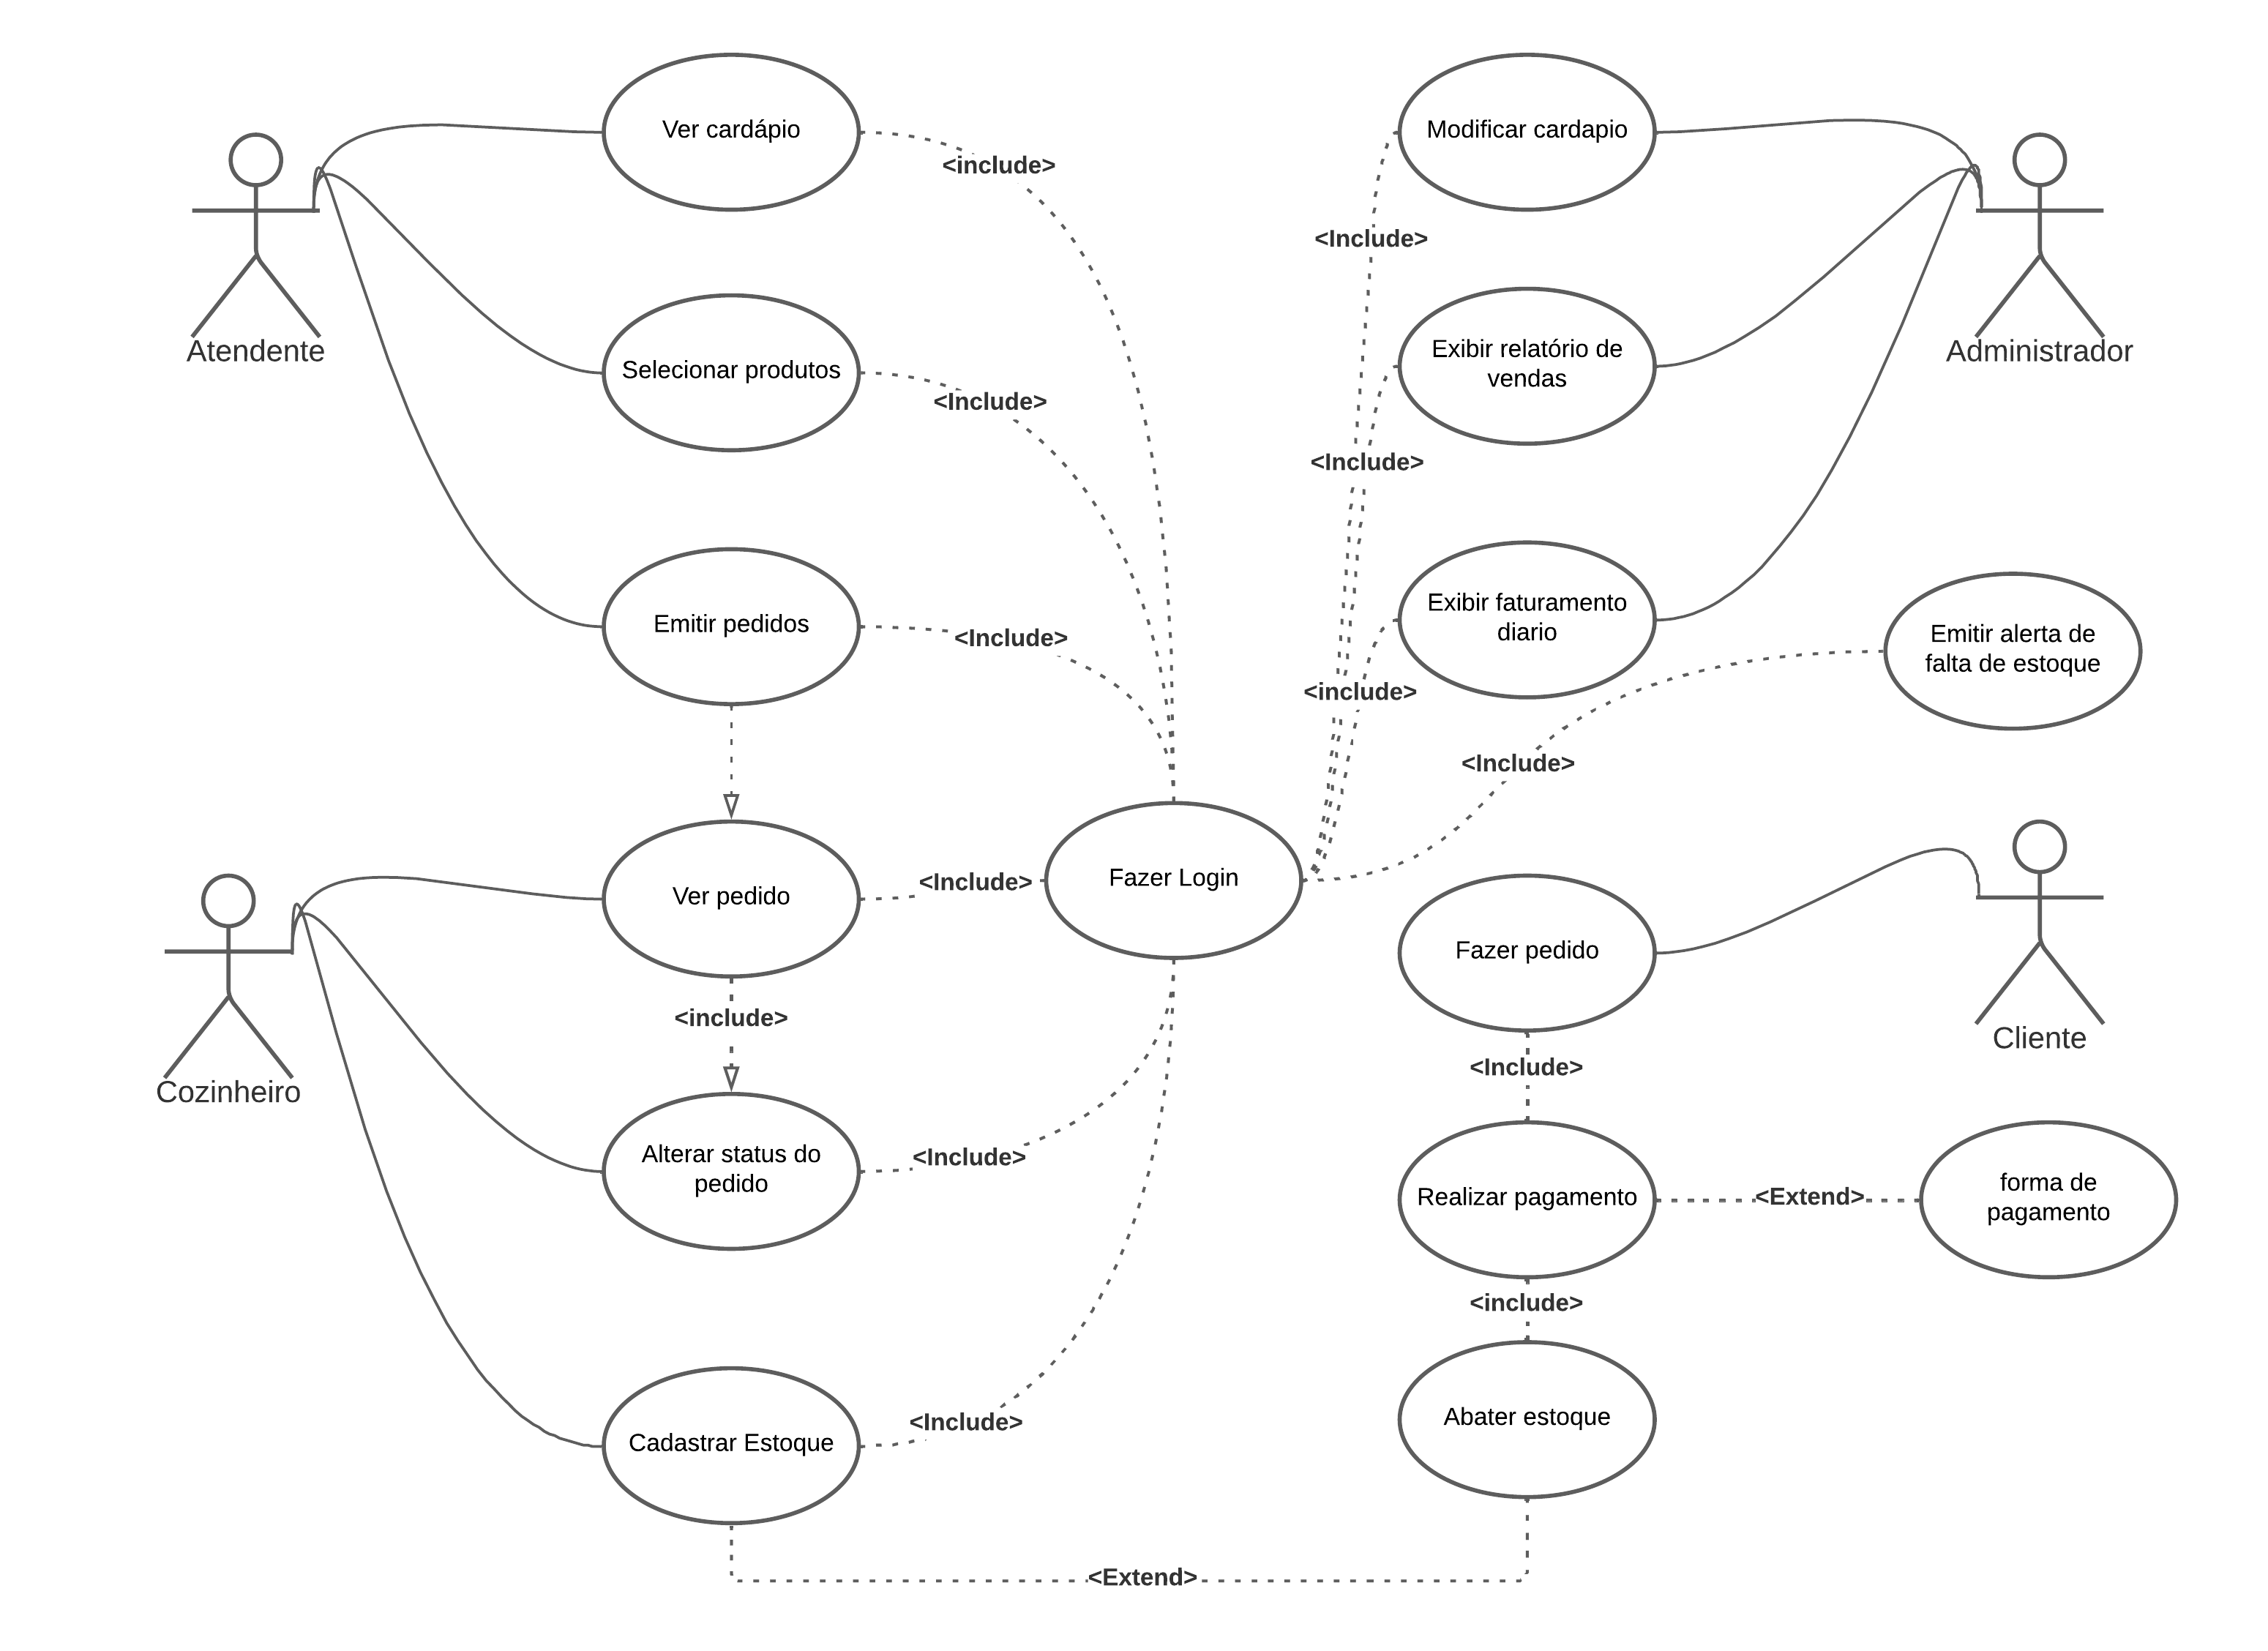 Ver cardápio
<include>
Modificar cardapio
<Include>
Atendente
Selecionar produtos
<Include>
Exibir relatório de
vendas
<Include>
Administrador
Emitir pedidos
<Include>
Exibir faturamento
diario
<include>
Emitir alerta de
falta de estoque
<Include>
Ver pedido
<Include>
Fazer Login
Fazer pedido
Cliente
<include>
<Include>
Cozinheiro
Alterar status do
pedido
<Include>
Realizar pagamento
<Extend>
forma de
pagamento
<include>
Cadastrar Estoque
<Include>
Abater estoque
<Extend>